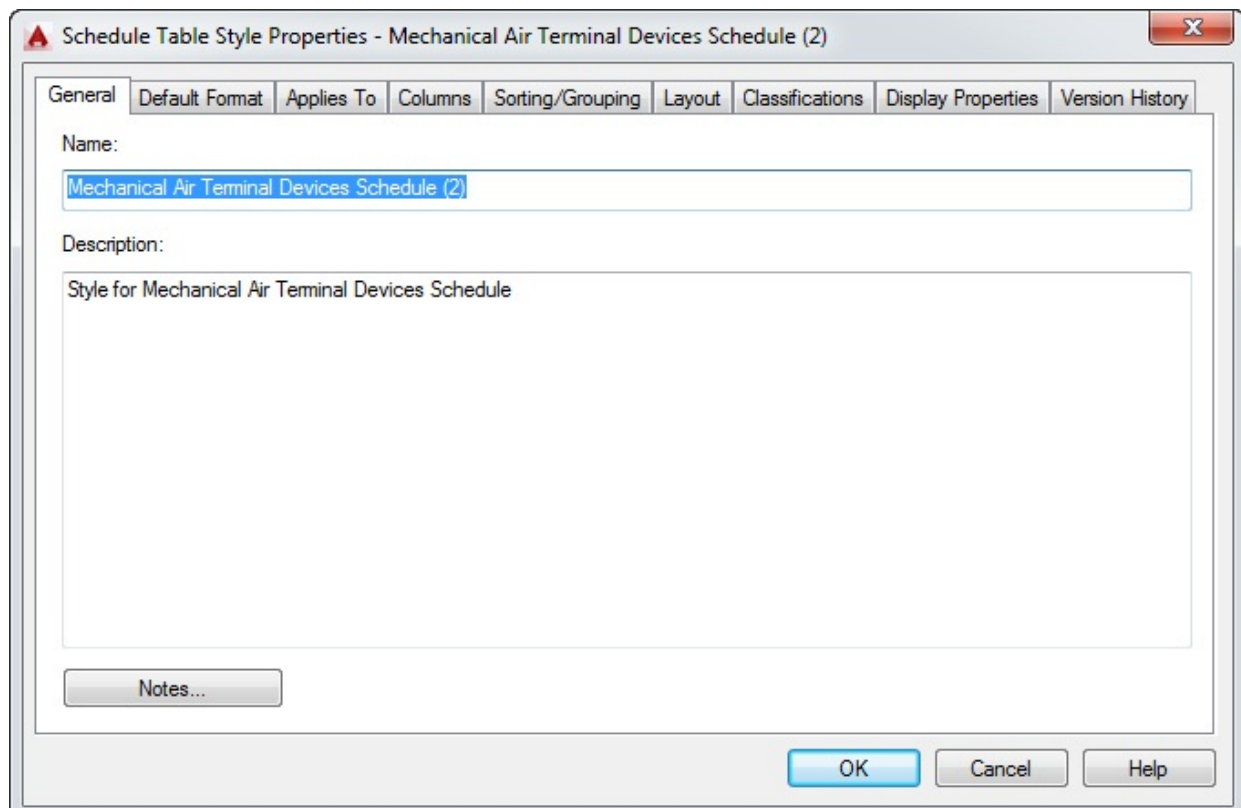 Schedule Table Style Properties - Mechanical Air Terminal Devices Schedule (2)
General Default Format Applies To Columns Sorting/Grouping Layout Classifications Display Properties Version History
Name:
Mechanical Air Terminal Devices Schedule (2)
Description:
Style for Mechanical Air Terminal Devices Schedule
Notes...
OK Cancel Help